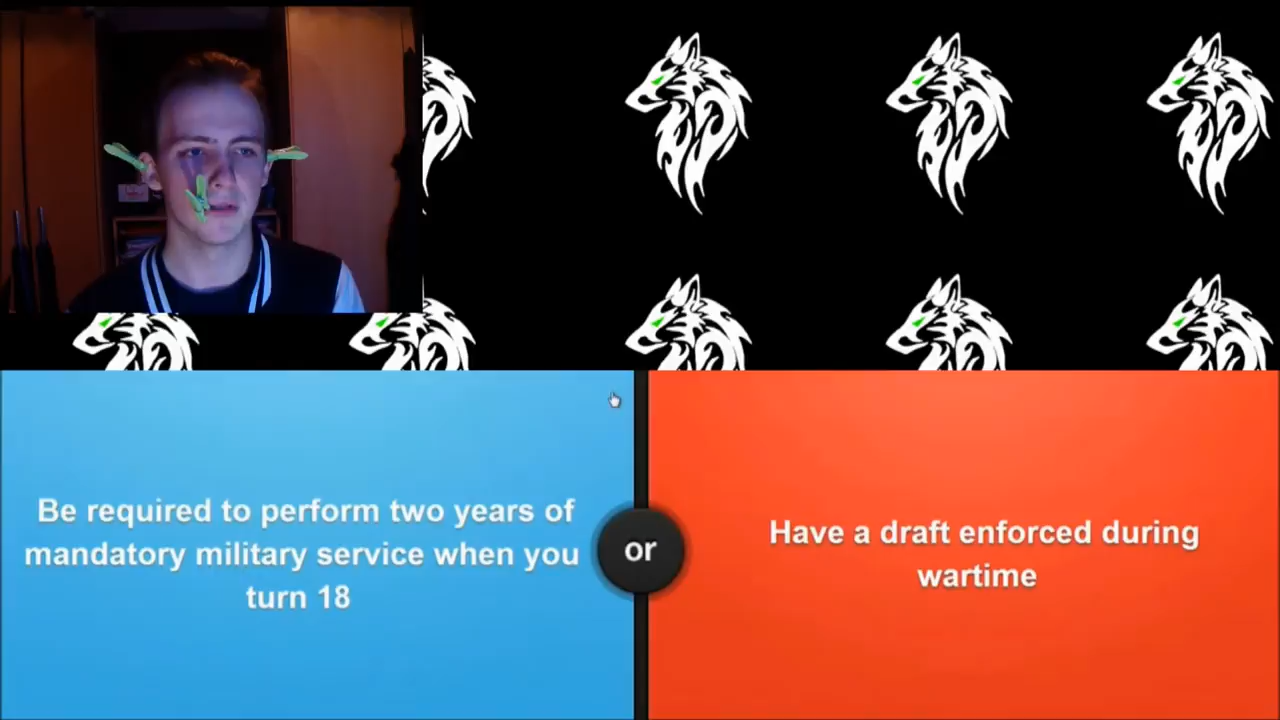 Be required to perform two years of
mandatory military service when you
turn 18
or
Have a draft enforced during
wartime